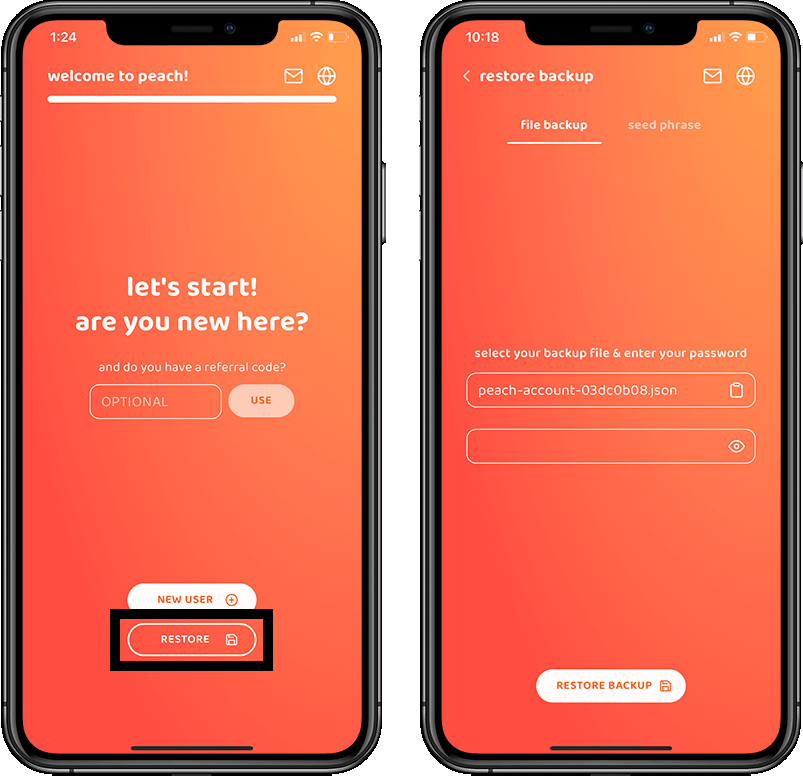 1:24
welcome to peach!
let's start!
are you new here?
and do you have a referral code?
OPTIONAL
USE
NEW USER
RESTORE
10:18
restore backup
file backup
seed phrase
select your backup file & enter your password
peach-account-03dc0b08.json
RESTORE BACKUP